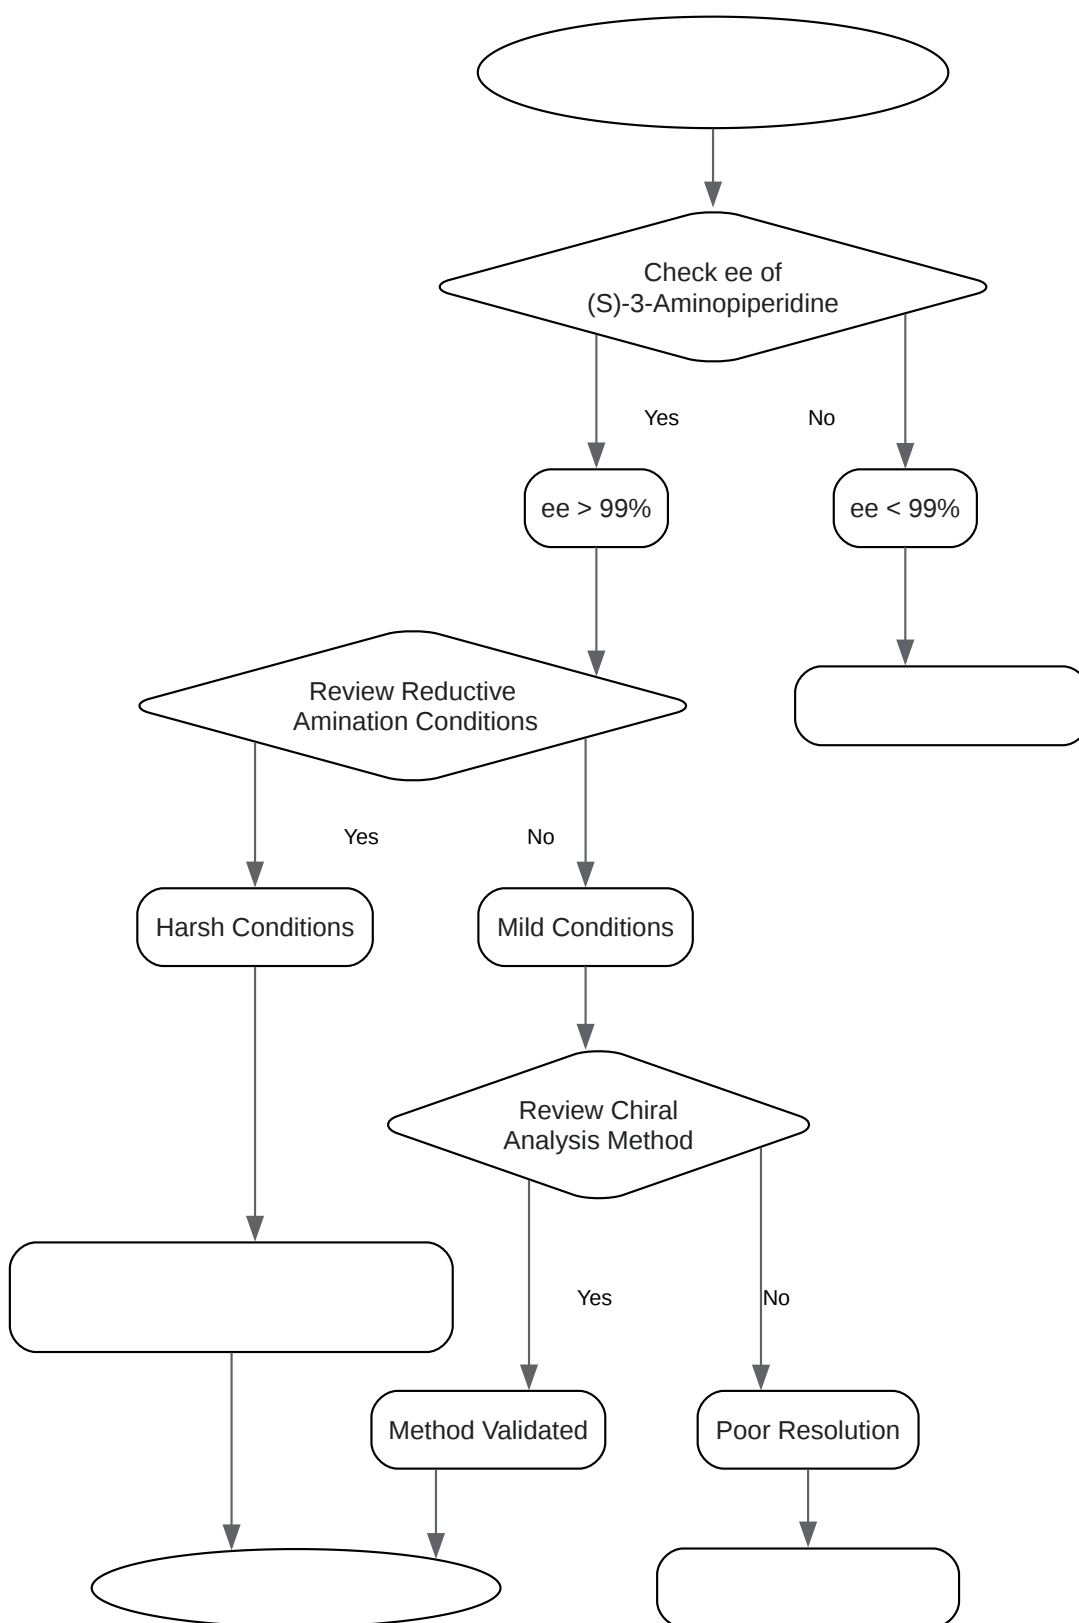 Check ee of
(S)-3-Aminopiperidine
Yes
No
ee > 99%
ee < 99%
Review Reductive
Amination Conditions
Yes
No
Harsh Conditions
Mild Conditions
Review Chiral
Analysis Method
Yes
No
Method Validated
Poor Resolution